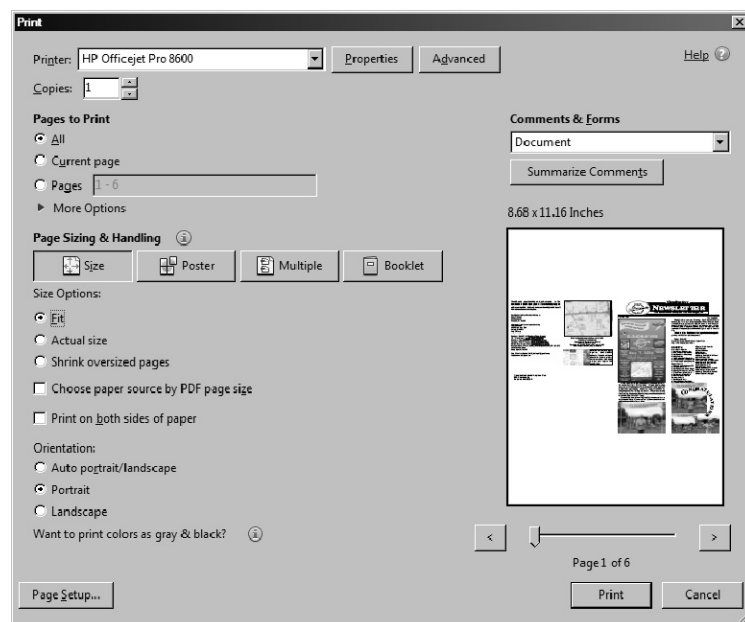 Print
Printer: HP Officejet Pro 8600 Properties Advanced Help
Copies: 1
Pages to Print
All
Current page
Pages 1 - 6
More Options
Comments & Forms
Document
Summarize Comments
8.68 x 11.16 Inches
Page Sizing & Handling
Size Poster Multiple Booklet
Size Options:
Fit
Actual size
Shrink oversized pages
Choose paper source by PDF page size
Print on both sides of paper
Orientation:
Auto portrait/landscape
Portrait
Landscape
Want to print colors as gray & black?
NEWSLETTER
< >
Page 1 of 6
Page Setup... Print Cancel